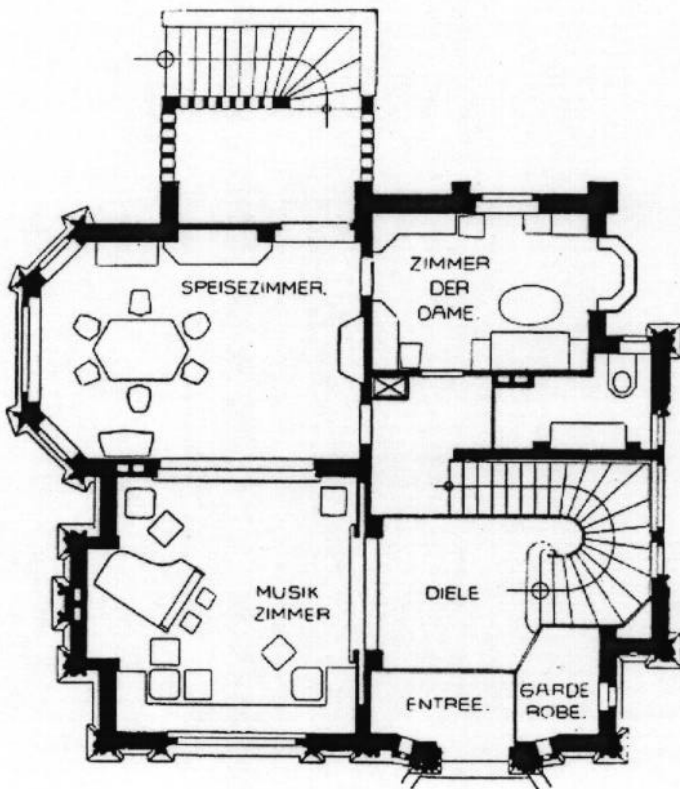 SPEISEZIMMER.
ZIMMER
DER
DAME.
MUSIK
ZIMMER
DIELE
ENTREE.
GARDE
ROBE.